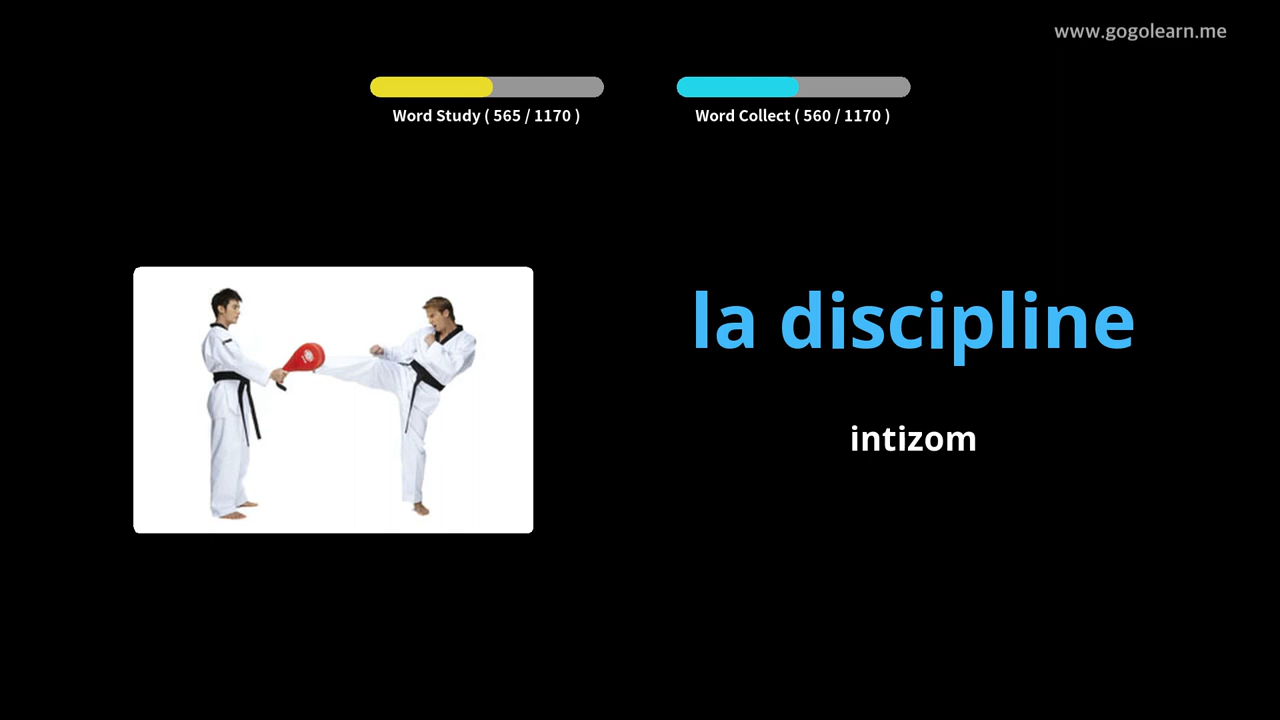 www.gogolearn.me
Word Study ( 565 / 1170 )
Word Collect ( 560 / 1170 )
la discipline
intizom